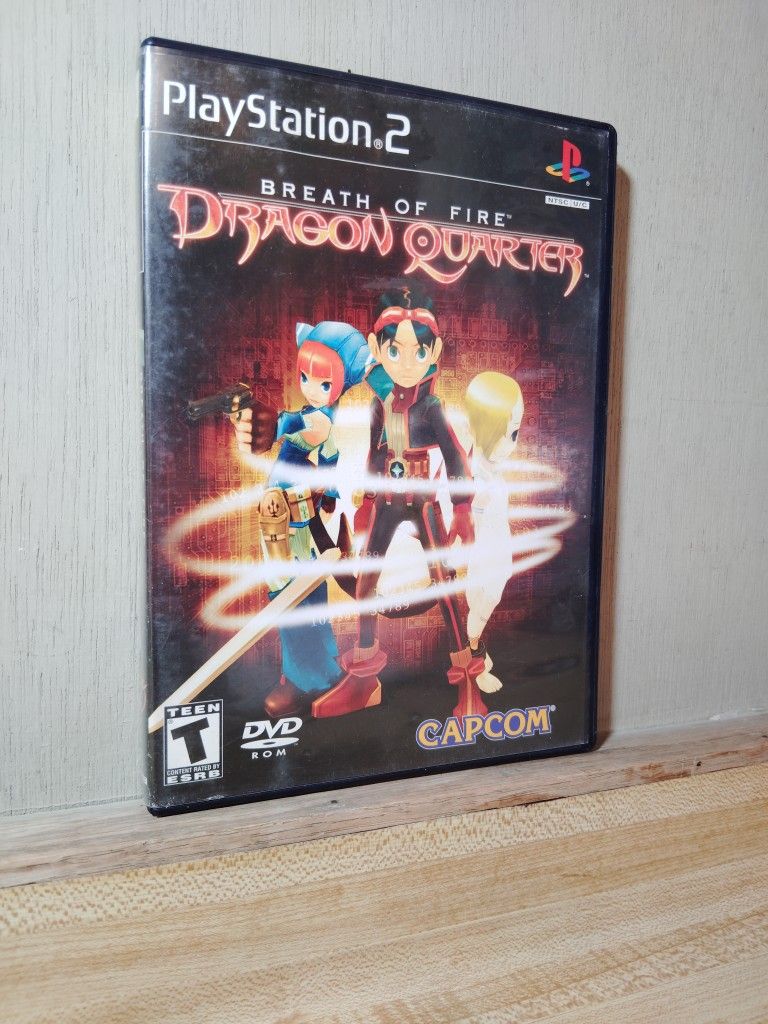 PlayStation®2
NTSC U/C
BREATH OF FIRE™
DRAGON QUARTER™
TEEN
T
CONTENT RATED BY
ESRB
DVD
ROM
CAPCOM®